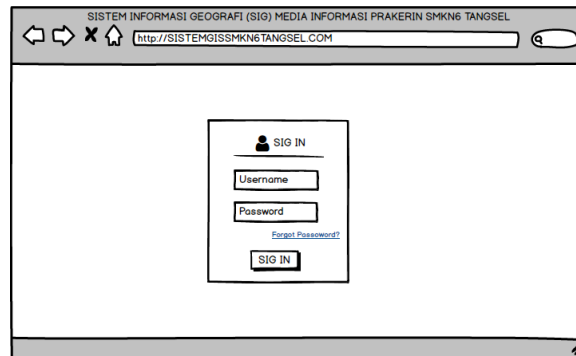 SISTEM INFORMASI GEOGRAFI (SIG) MEDIA INFORMASI PRAKERIN SMKN6 TANGSEL
http://SISTEMGISSMKN6TANGSEL.COM
SIG IN
Username
Password
Forgot Passoword?
SIG IN